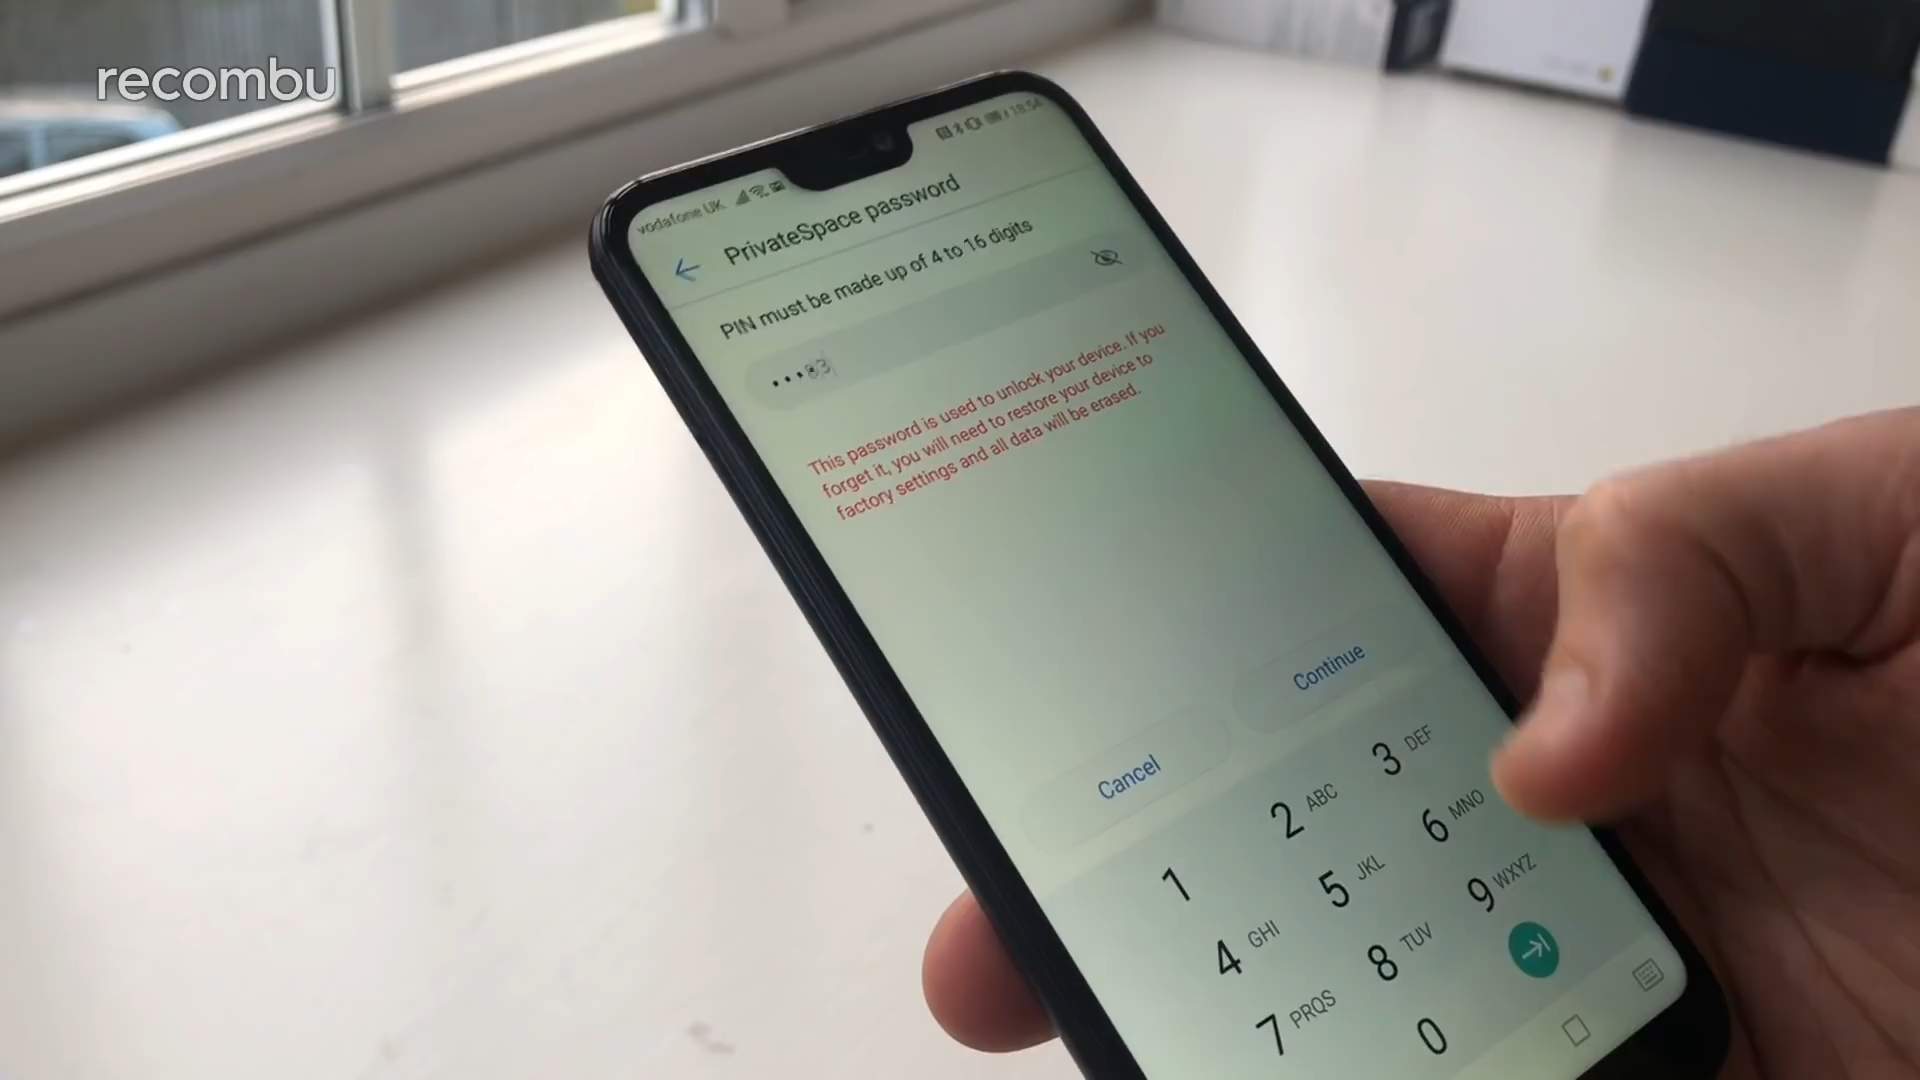 recombu
vodafone UK
18:54
PrivateSpace password
PIN must be made up of 4 to 16 digits
This password is used to unlock your device. If you
forget it, you will need to restore your device to
factory settings and all data will be erased.
Cancel
Continue
1
2 ABC
3 DEF
4 GHI
5 JKL
6 MNO
7 PRQS
8 TUV
9 WXYZ
0